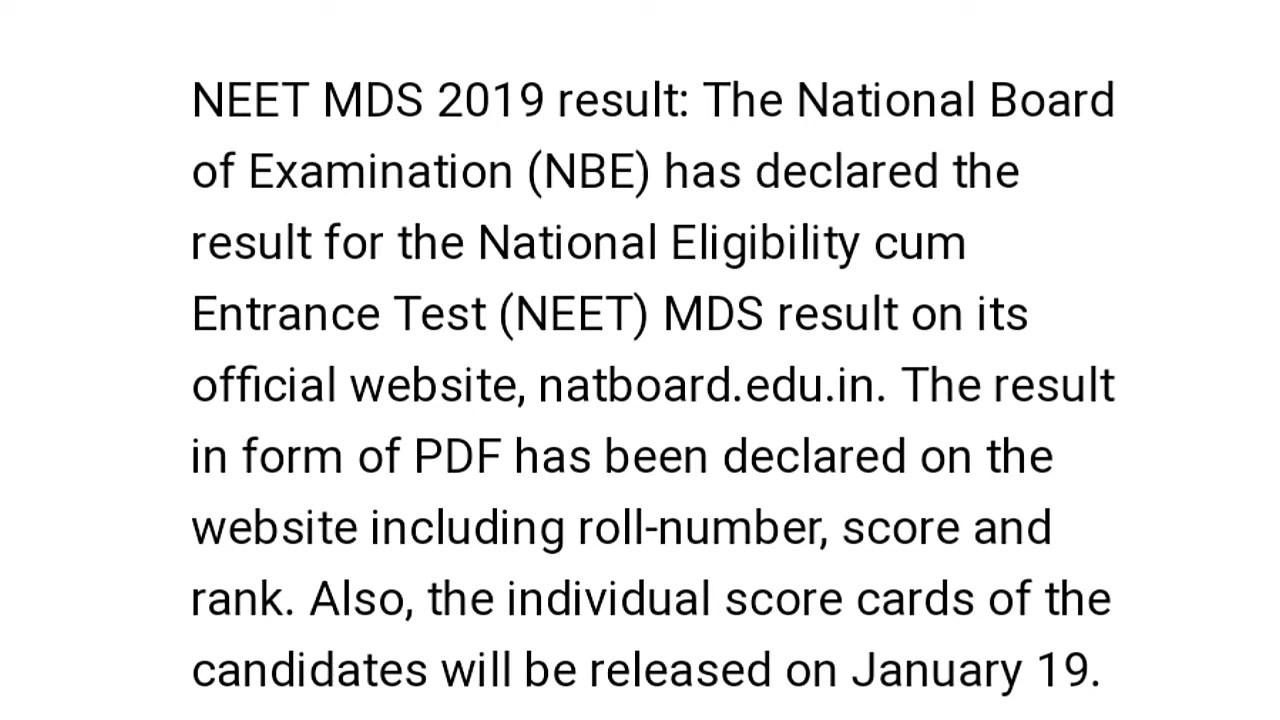 NEET MDS 2019 result: The National Board
of Examination (NBE) has declared the
result for the National Eligibility cum
Entrance Test (NEET) MDS result on its
official website, natboard.edu.in. The result
in form of PDF has been declared on the
website including roll-number, score and
rank. Also, the individual score cards of the
candidates will be released on January 19.